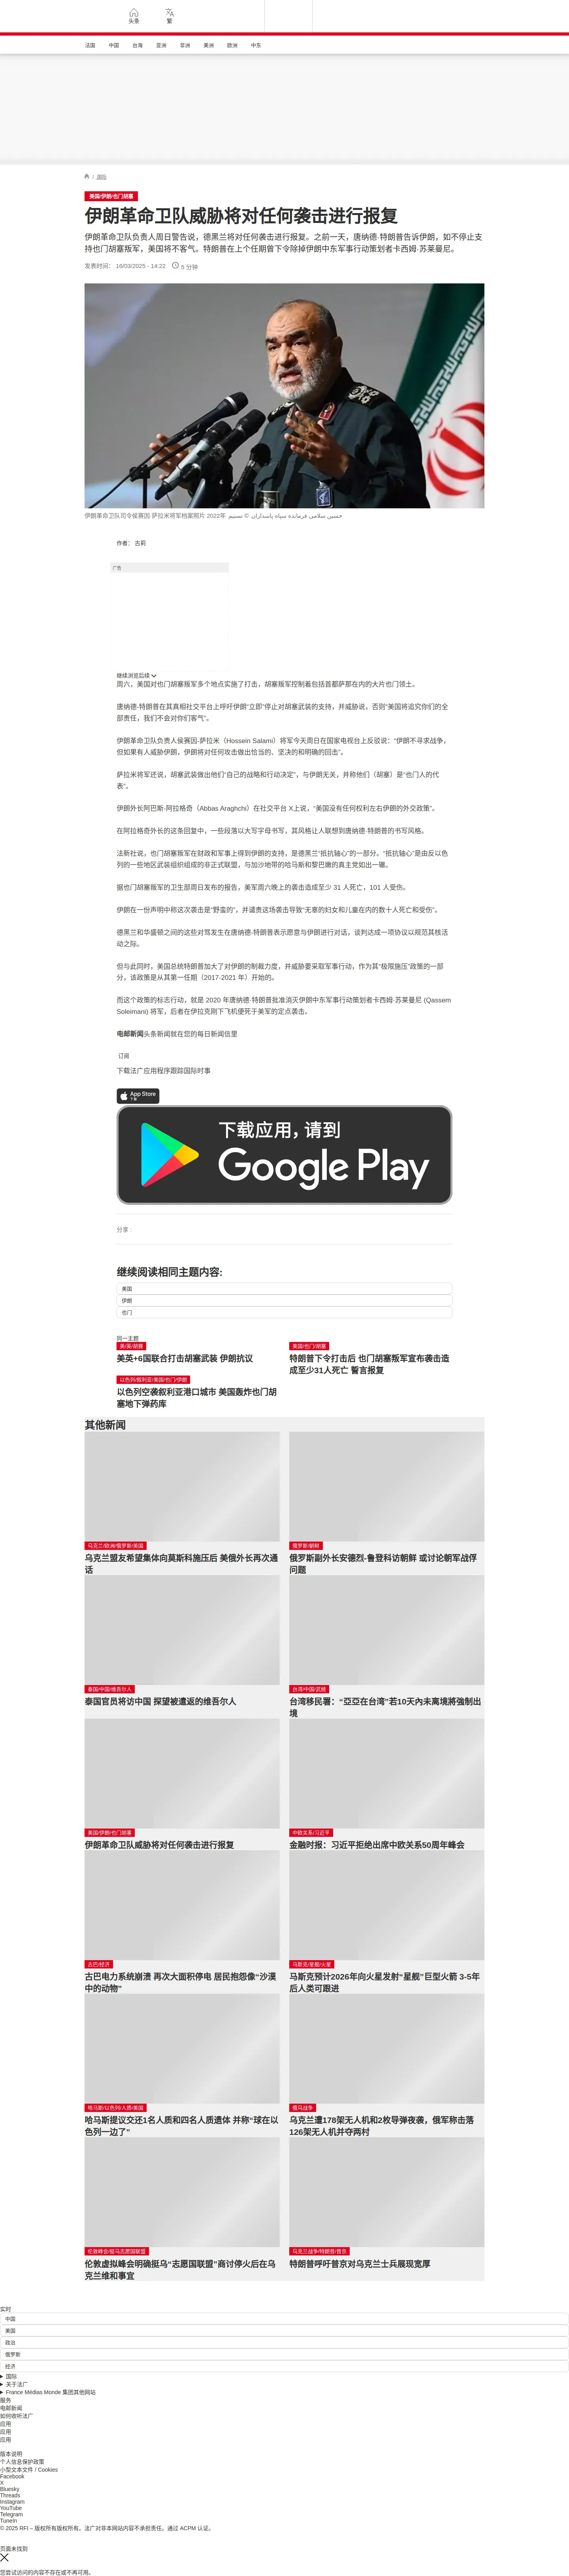 头条
繁
法国
中国
台海
亚洲
非洲
美洲
欧洲
中东
/ 国际
美国/伊朗/也门胡塞
伊朗革命卫队威胁将对任何袭击进行报复
伊朗革命卫队负责人周日警告说，德黑兰将对任何袭击进行报复。之前一天，唐纳德-特朗普告诉伊朗，如不停止支
持也门胡塞叛军，美国将不客气。特朗普在上个任期曾下令除掉伊朗中东军事行动策划者卡西姆·苏莱曼尼。
发表时间： 16/03/2025 - 14:22
5 分钟
伊朗革命卫队司令侯赛因·萨拉米将军档案照片 2022年 حسین سلامی فرمانده سپاه پاسداران © تسنیم
作者： 古莉
广告
继续浏览后续
周六，美国对也门胡塞叛军多个地点实施了打击，胡塞叛军控制着包括首都萨那在内的大片也门领土。
唐纳德-特朗普在其真相社交平台上呼吁伊朗“立即”停止对胡塞武装的支持，并威胁说，否则“美国将追究你们的全
部责任，我们不会对你们客气”。
伊朗革命卫队负责人侯赛因-萨拉米（Hossein Salami）将军今天周日在国家电视台上反驳说：“伊朗不寻求战争，
但如果有人威胁伊朗，伊朗将对任何攻击做出恰当的、坚决的和明确的回击”。
萨拉米将军还说，胡塞武装做出他们“自己的战略和行动决定”，与伊朗无关，并称他们（胡塞）是“也门人的代
表”。
伊朗外长阿巴斯-阿拉格奇（Abbas Araghchi）在社交平台 X上说，“美国没有任何权利左右伊朗的外交政策”。
在阿拉格奇外长的这条回复中，一些段落以大写字母书写，其风格让人联想到唐纳德-特朗普的书写风格。
法新社说，也门胡塞叛军在财政和军事上得到伊朗的支持，是德黑兰“抵抗轴心”的一部分。“抵抗轴心”是由反以色
列的一些地区武装组织组成的非正式联盟，与加沙地带的哈马斯和黎巴嫩的真主党如出一辙。
据也门胡塞叛军的卫生部周日发布的报告，美军周六晚上的袭击造成至少 31 人死亡，101 人受伤。
伊朗在一份声明中称这次袭击是“野蛮的”，并谴责这场袭击导致“无辜的妇女和儿童在内的数十人死亡和受伤”。
德黑兰和华盛顿之间的这些对骂发生在唐纳德-特朗普表示愿意与伊朗进行对话，谈判达成一项协议以规范其核活
动之际。
但与此同时，美国总统特朗普加大了对伊朗的制裁力度，并威胁要采取军事行动，作为其“极限施压”政策的一部
分，该政策是从其第一任期（2017-2021 年）开始的。
而这个政策的标志行动，就是 2020 年唐纳德·特朗普批准消灭伊朗中东军事行动策划者卡西姆·苏莱曼尼 (Qassem
Soleimani) 将军，后者在伊拉克刚下飞机便死于美军的定点袭击。
电邮新闻头条新闻就在您的每日新闻信里
订阅
下载法广应用程序跟踪国际时事
App Store
下载
下载应用，请到
Google Play
分享 :
继续阅读相同主题内容:
美国
伊朗
也门
同一主题
美/英/胡赛
美英+6国联合打击胡塞武装 伊朗抗议
美国/也门/胡塞
特朗普下令打击后 也门胡塞叛军宣布袭击造
成至少31人死亡 誓言报复
以色列/叙利亚/美国/也门/伊朗
以色列空袭叙利亚港口城市 美国轰炸也门胡
塞地下弹药库
其他新闻
乌克兰/欧洲/俄罗斯/美国
乌克兰盟友希望集体向莫斯科施压后 美俄外长再次通
话
俄罗斯/朝鲜
俄罗斯副外长安德烈-鲁登科访朝鲜 或讨论朝军战俘
问题
泰国/中国/维吾尔人
泰国官员将访中国 探望被遣返的维吾尔人
台湾/中国/武统
台湾移民署：“亞亞在台湾”若10天內未离境將強制出
境
美国/伊朗/也门胡塞
伊朗革命卫队威胁将对任何袭击进行报复
中欧关系/习近平
金融时报：习近平拒绝出席中欧关系50周年峰会
古巴/经济
古巴电力系统崩溃 再次大面积停电 居民抱怨像“沙漠
中的动物”
马斯克/星舰/火星
马斯克预计2026年向火星发射“星舰”巨型火箭 3-5年
后人类可跟进
哈马斯/以色列/人质/美国
哈马斯提议交还1名人质和四名人质遗体 并称“球在以
色列一边了”
俄乌战争
乌克兰遭178架无人机和2枚导弹夜袭，俄军称击落
126架无人机并夺两村
伦敦峰会/挺乌志愿国联盟
伦敦虚拟峰会明确挺乌“志愿国联盟”商讨停火后在乌
克兰维和事宜
乌克兰战争/特朗普/普京
特朗普呼吁普京对乌克兰士兵展现宽厚
实时
中国
美国
政治
俄罗斯
经济
国际
关于法广
France Médias Monde 集团其他网站
服务
电邮新闻
如何收听法广
应用
应用
应用
版本说明
个人信息保护政策
小型文本文件 / Cookies
Facebook
X
Bluesky
Threads
Instagram
YouTube
Telegram
TuneIn
© 2025 RFI – 版权所有版权所有。法广对非本网站内容不承担责任。通过 ACPM 认证。
页面未找到
您尝试访问的内容不存在或不再可用。